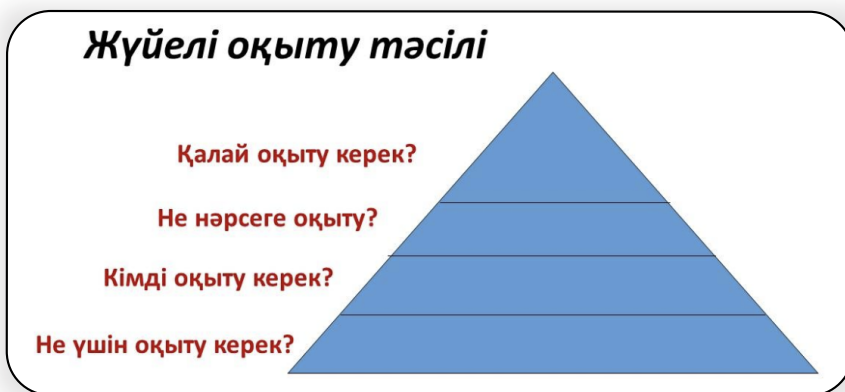 Жүйелі оқыту тәсілі
Қалай оқыту керек?
Не нәрсеге оқыту?
Кімді оқыту керек?
Не үшін оқыту керек?